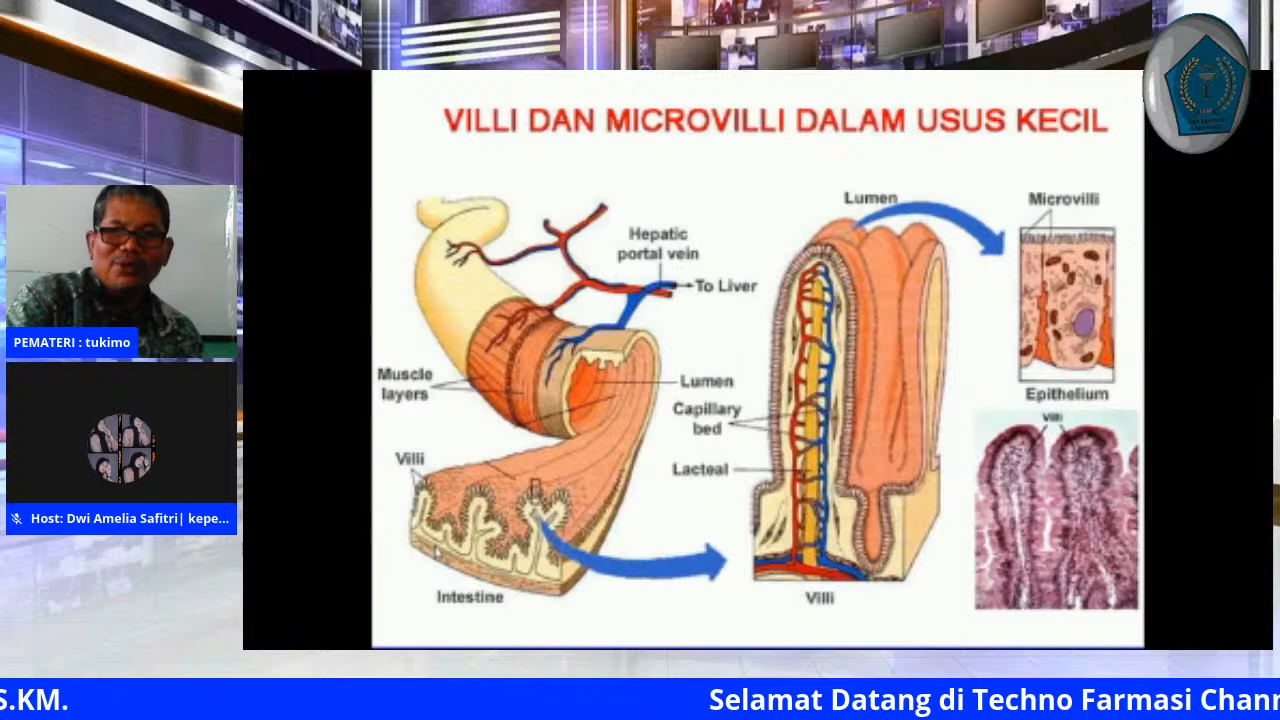 VILLI DAN MICROVILLI DALAM USUS KECIL
Lumen
Microvilli
Hepatic
portal vein
To Liver
Muscle
layers
Lumen
Capillary
bed
Epithelium
Villi
Villi
Lacteal
Intestine
Villi
PEMATERI : tukimo
Host: Dwi Amelia Safitri| kepe...
S.KM.
Selamat Datang di Techno Farmasi Chann